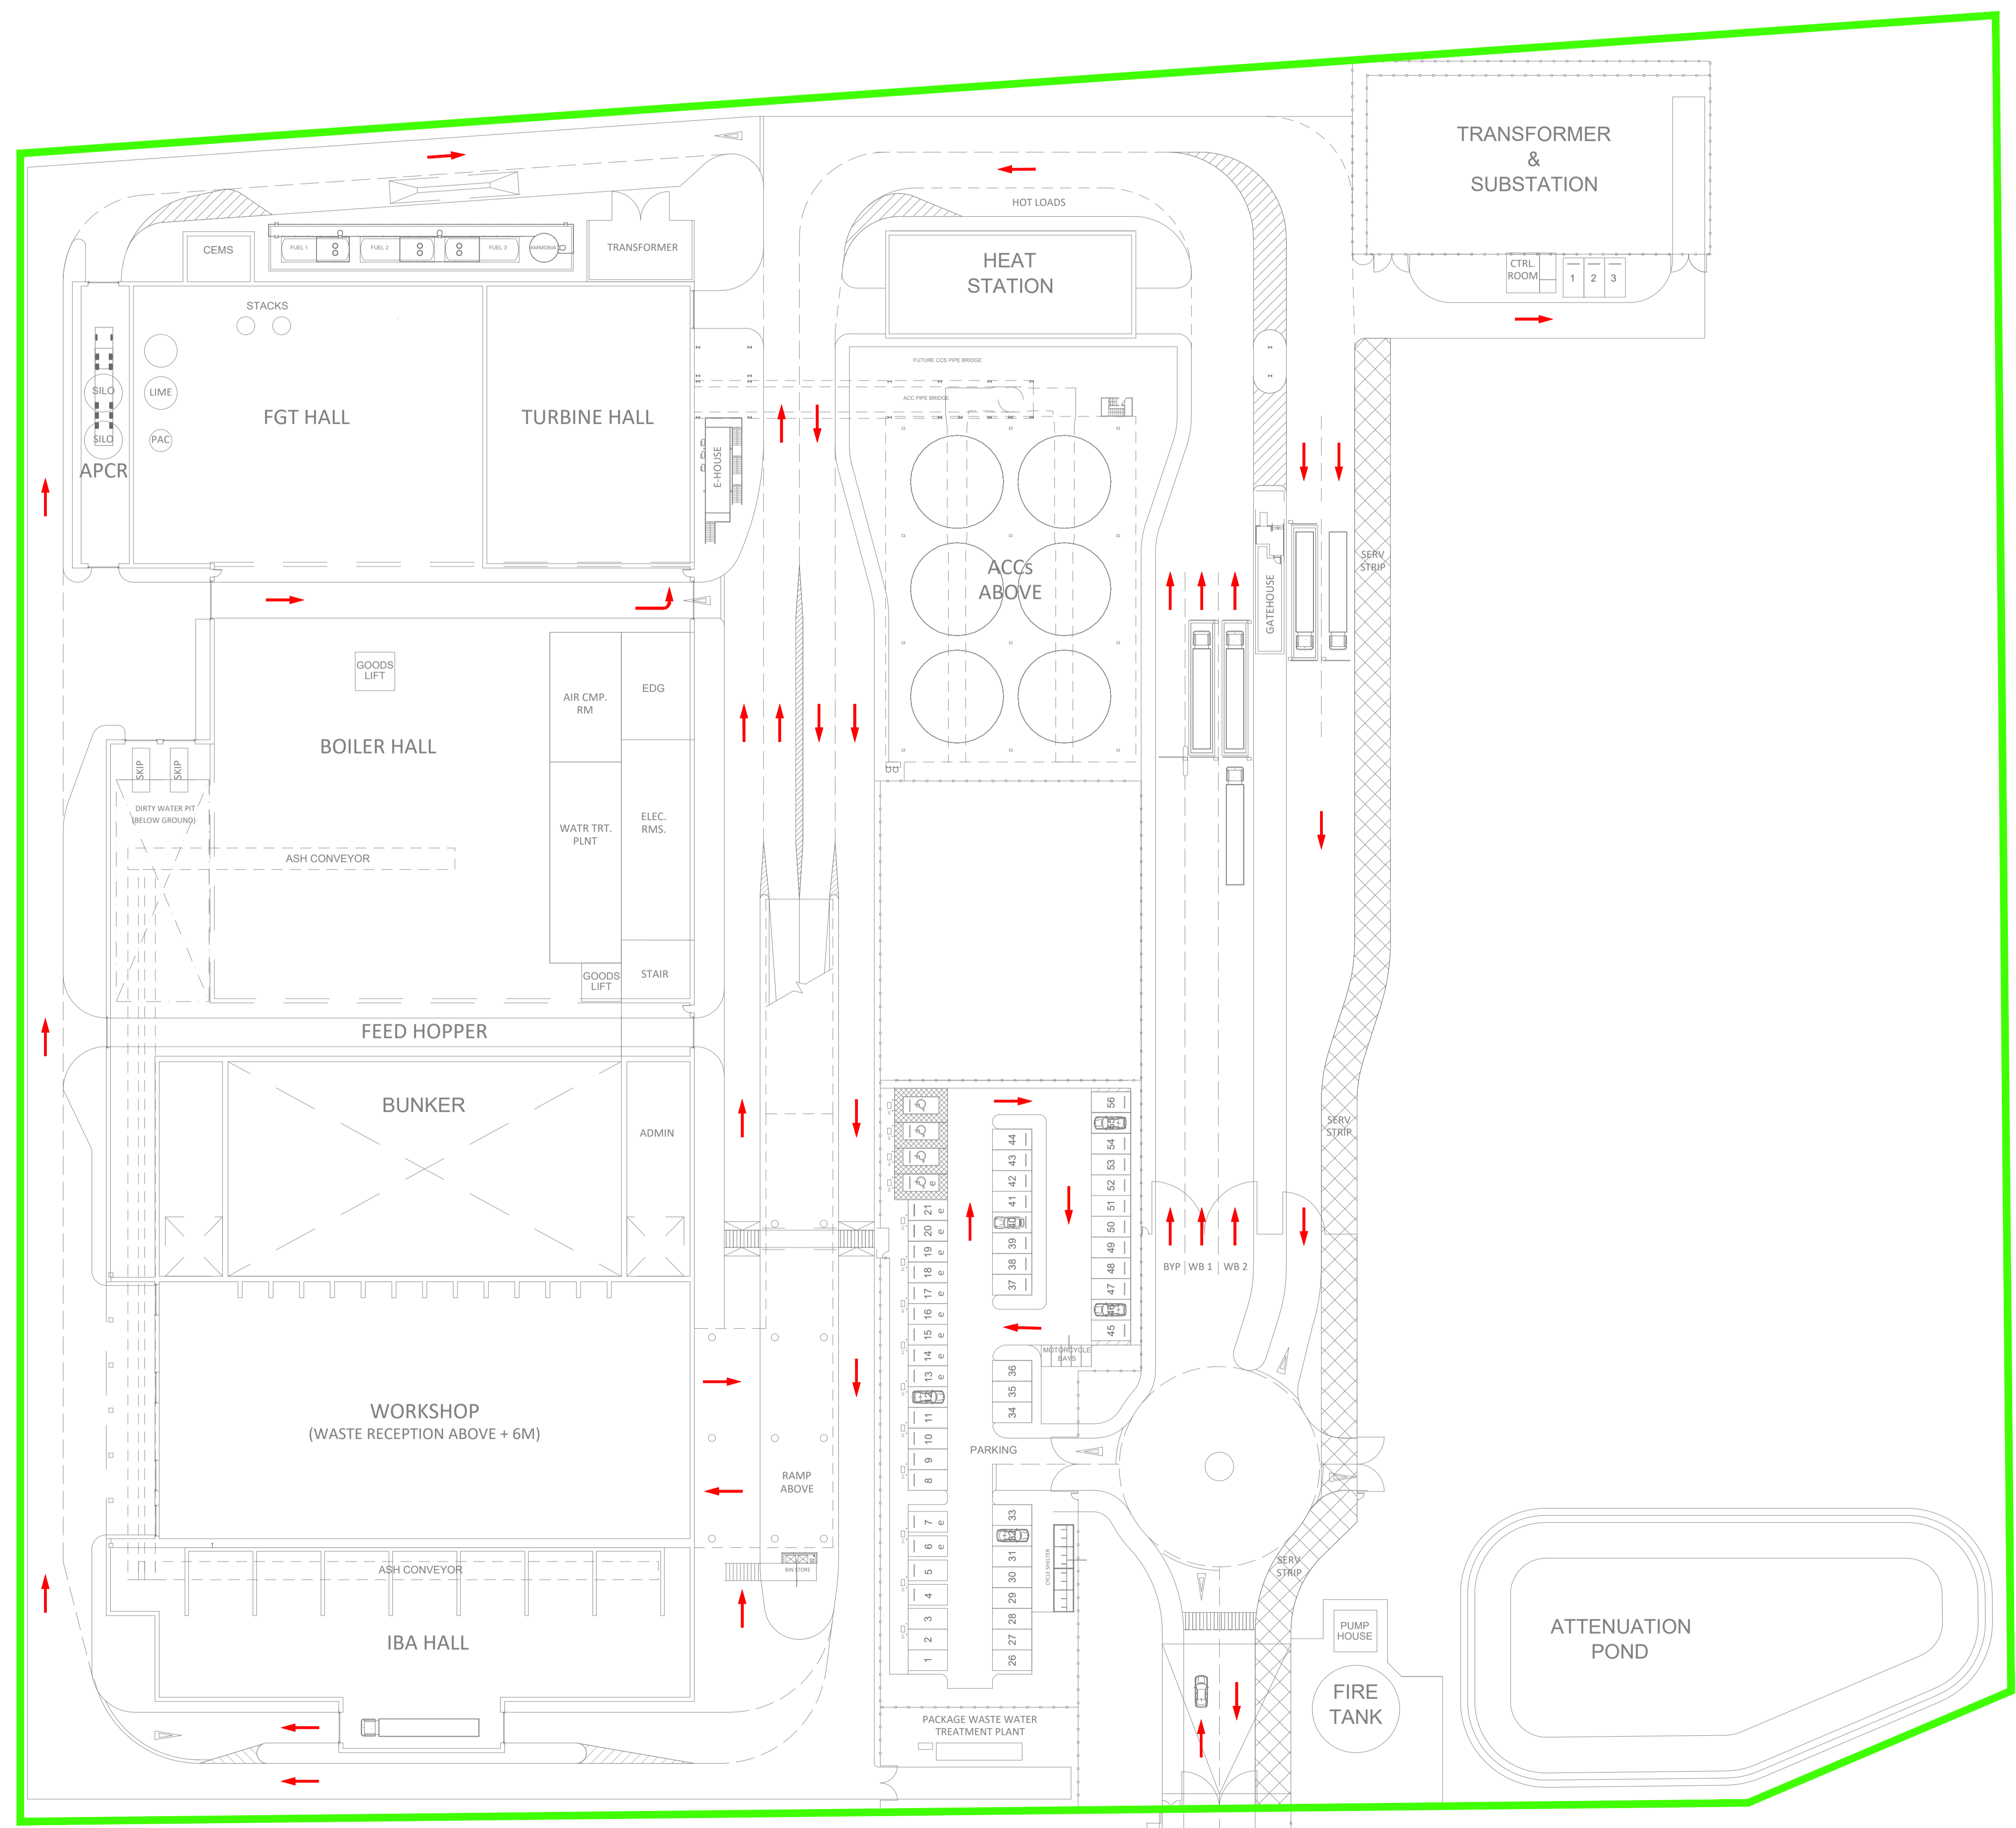 TRANSFORMER
&
SUBSTATION
HOT LOADS
CEMS
FUEL 1
FUEL 2
FUEL 3
AMMONIA
TRANSFORMER
HEAT
STATION
CTRL.
ROOM
1
2
3
STACKS
SILO
LIME
SILO
PAC
APCR
FGT HALL
TURBINE HALL
E-HOUSE
FUTURE CCS PIPE BRIDGE
ACC PIPE BRIDGE
ACCs
ABOVE
GATEHOUSE
SERV
STRIP
GOODS
LIFT
AIR CMP.
RM
EDG
BOILER HALL
SKIP
SKIP
DIRTY WATER PIT
(BELOW GROUND)
WATR TRT.
PLNT
ELEC.
RMS.
ASH CONVEYOR
GOODS
LIFT
STAIR
FEED HOPPER
BUNKER
ADMIN
SERV
STRIP
56
55
54
53
52
51
50
49
48
47
46
45
44
43
42
41
40
39
38
37
e
21 e
20 e
19 e
18 e
17 e
16 e
15 e
14 e
13 e
12
11
10
9
8
7 e
6 e
5
4
3
2
1
MOTORCYCLE
BAYS
36
35
34
BYP
WB 1
WB 2
PARKING
33
32
31
30
29
28
27
26
CYCLE SHELTER
WORKSHOP
(WASTE RECEPTION ABOVE + 6M)
RAMP
ABOVE
BIN STORE
ASH CONVEYOR
IBA HALL
SERV
STRIP
PUMP
HOUSE
FIRE
TANK
ATTENUATION
POND
PACKAGE WASTE WATER
TREATMENT PLANT